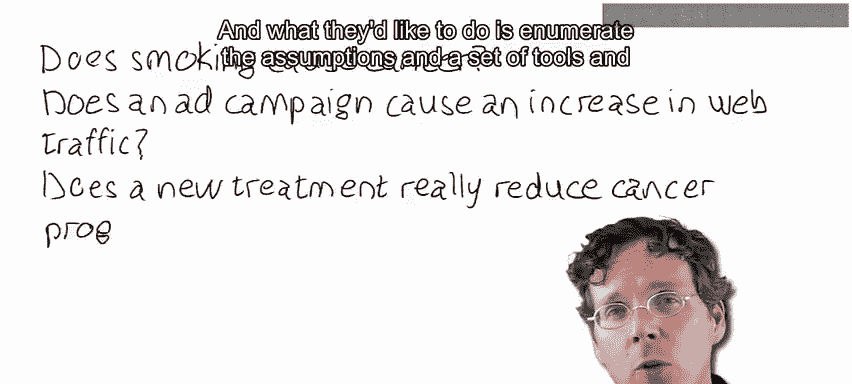 And what they'd like to do is enumerate
the assumptions and a set of tools and
Does smoking
Does an ad campaign cause an increase in web
traffic?
Does a new treatment really reduce cancer
prog